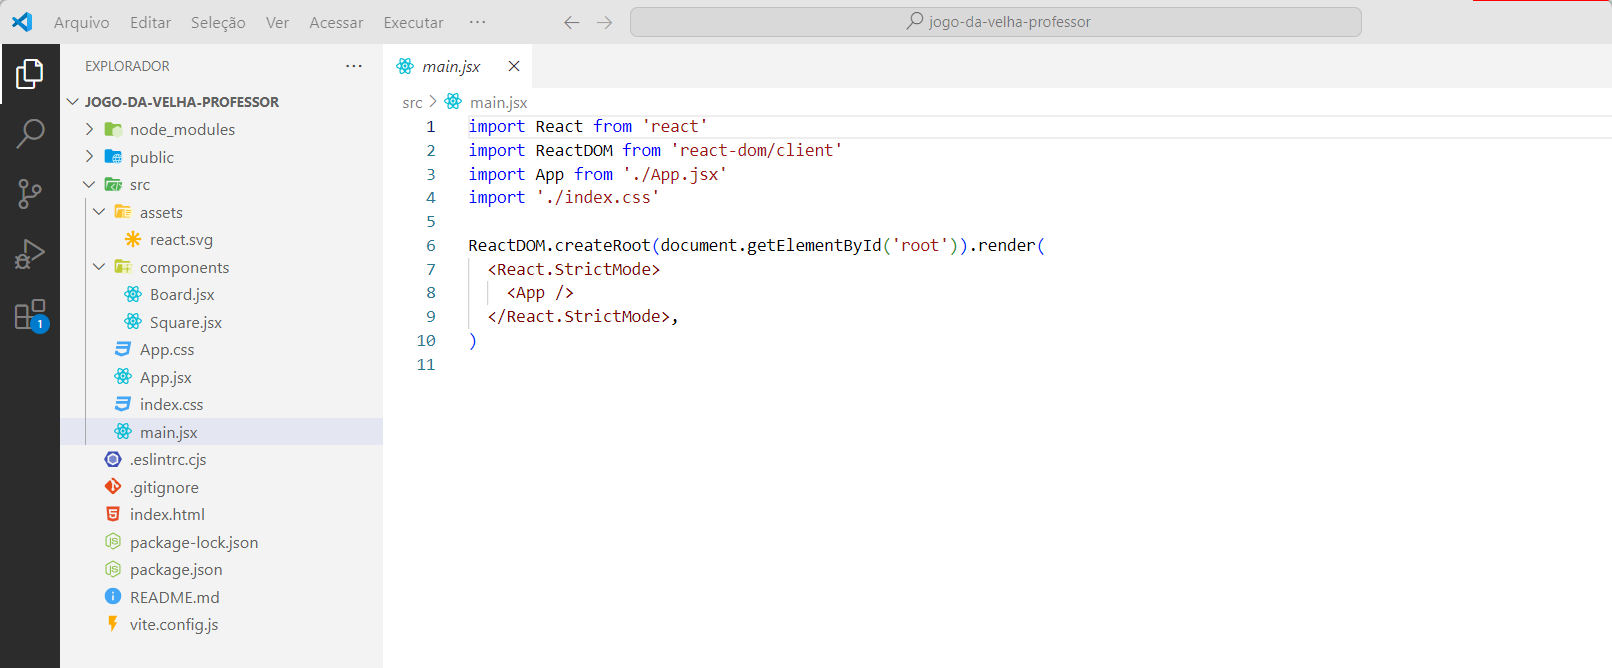 Arquivo Editar Seleção Ver Acessar Executar ··· jogo-da-velha-professor
EXPLORADOR ···
JOGO-DA-VELHA-PROFESSOR
node_modules
public
src
assets
react.svg
components
Board.jsx
Square.jsx
App.css
App.jsx
index.css
main.jsx
.eslintrc.cjs
.gitignore
index.html
package-lock.json
package.json
README.md
vite.config.js
1
main.jsx
src > main.jsx
1 import React from 'react'
2 import ReactDOM from 'react-dom/client'
3 import App from './App.jsx'
4 import './index.css'
5
6 ReactDOM.createRoot(document.getElementById('root')).render(
7   <React.StrictMode>
8     <App />
9   </React.StrictMode>,
10 )
11